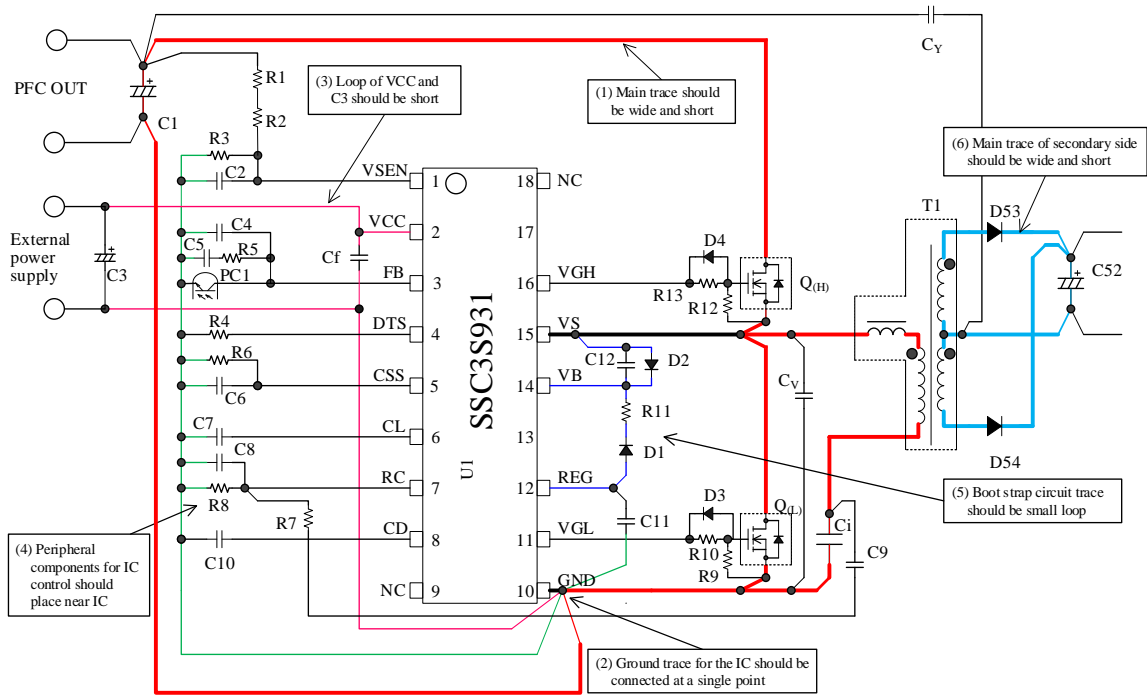 C_Y
PFC OUT
+
C1
R1
R2
R3
C2
(3) Loop of VCC and
C3 should be short
(1) Main trace should
be wide and short
(6) Main trace of secondary side
should be wide and short
VSEN
1
18
NC
External
power
supply
+
C3
VCC
2
17
C4
C5
R5
PC1
Cf
FB
3
16
VGH
D4
R13
R12
Q(H)
T1
D53
+
C52
D54
R4
DTS
4
15
VS
R6
C6
CSS
5
14
VB
C12
D2
C_V
SSC3S931
U1
R11
C7
CL
6
13
D1
C8
R8
R7
RC
7
12
REG
(5) Boot strap circuit trace
should be small loop
C11
D3
R10
R9
Q(L)
Ci
C9
C10
CD
8
11
VGL
(4) Peripheral
components for IC
control should
place near IC
NC
9
10
GND
(2) Ground trace for the IC should be
connected at a single point